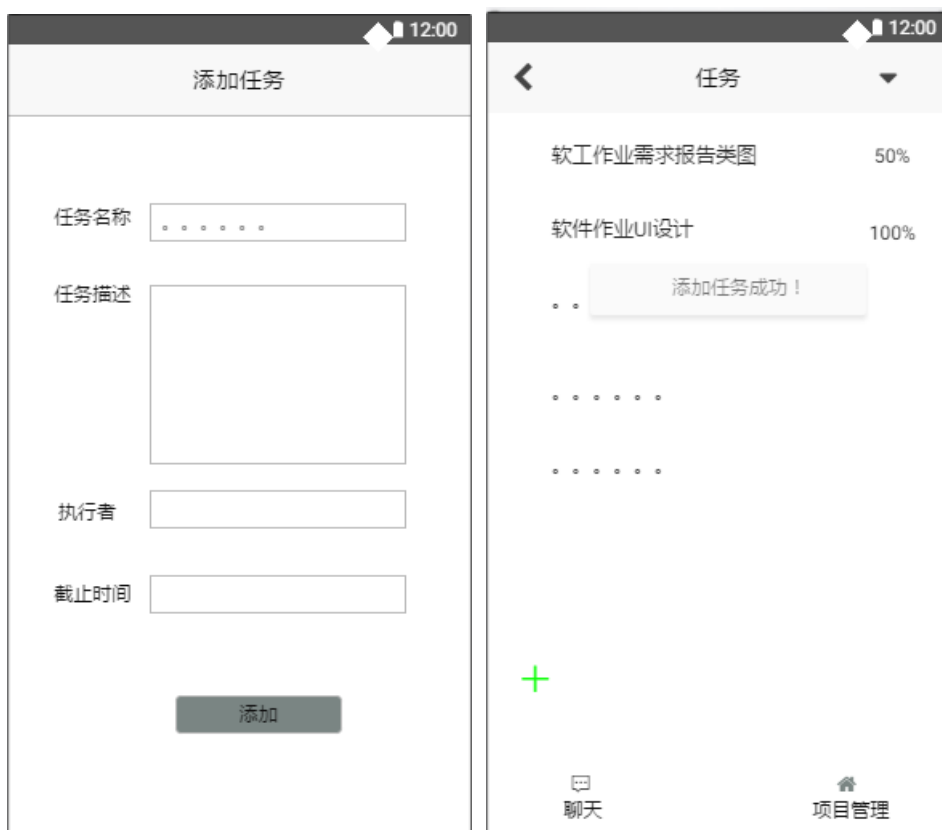 12:00
添加任务
任务名称
。。。。。。
任务描述
执行者
截止时间
添加
12:00
任务
软工作业需求报告类图 50%
软件作业UI设计 100%
添加任务成功！
。。
。。。。。。
。。。。。。
聊天 项目管理